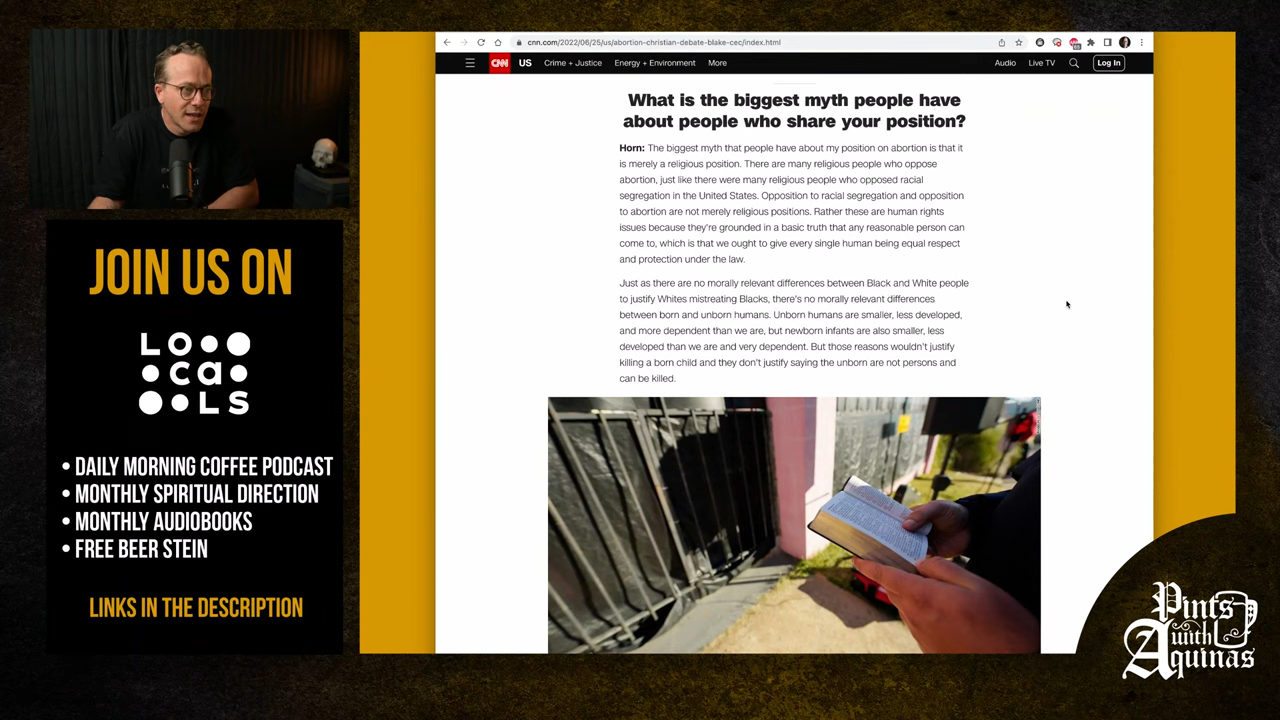 JOIN US ON
LOcaLS
• DAILY MORNING COFFEE PODCAST
• MONTHLY SPIRITUAL DIRECTION
• MONTHLY AUDIOBOOKS
• FREE BEER STEIN
LINKS IN THE DESCRIPTION
cnn.com/2022/06/25/us/abortion-christian-debate-blake-cec/index.html
CNN US Crime + Justice Energy + Environment More Audio Live TV Log In
What is the biggest myth people have
about people who share your position?
Horn: The biggest myth that people have about my position on abortion is that it
is merely a religious position. There are many religious people who oppose
abortion, just like there were many religious people who opposed racial
segregation in the United States. Opposition to racial segregation and opposition
to abortion are not merely religious positions. Rather these are human rights
issues because they're grounded in a basic truth that any reasonable person can
come to, which is that we ought to give every single human being equal respect
and protection under the law.
Just as there are no morally relevant differences between Black and White people
to justify Whites mistreating Blacks, there's no morally relevant differences
between born and unborn humans. Unborn humans are smaller, less developed,
and more dependent than we are, but newborn infants are also smaller, less
developed than we are and very dependent. But those reasons wouldn't justify
killing a born child and they don't justify saying the unborn are not persons and
can be killed.
Pints
with
Aquinas